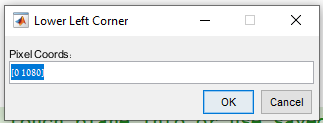 Lower Left Corner
Pixel Coords:
[0 1080]
OK
Cancel